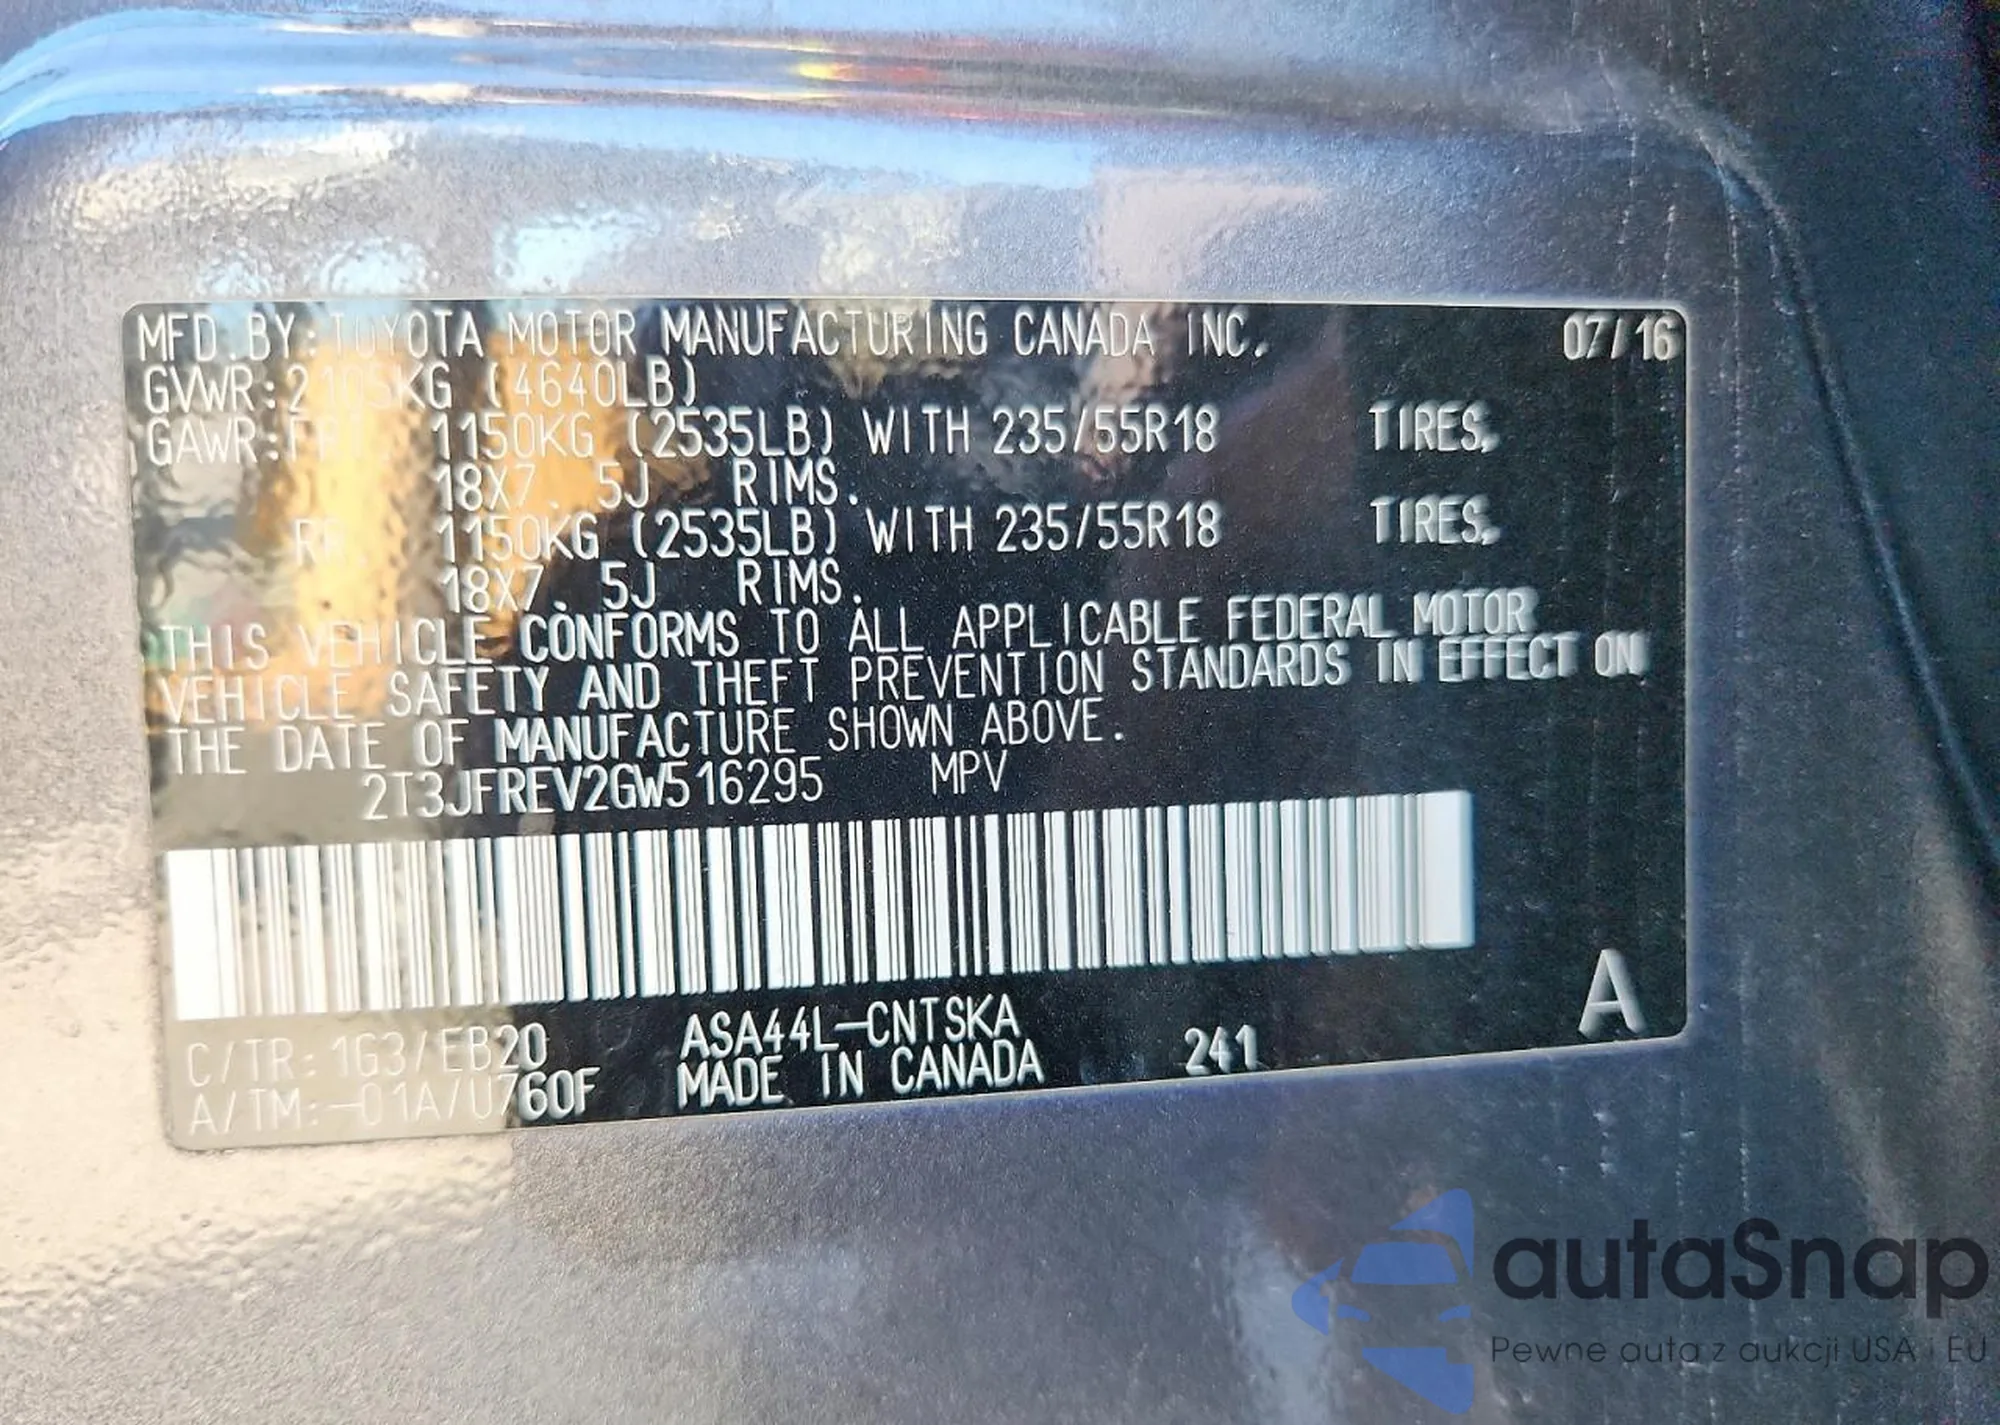 MFD.BY:TOYOTA MOTOR MANUFACTURING CANADA INC. 07/16
GVWR:2105KG (4640LB)
GAWR:FRT. 1150KG (2535LB) WITH 235/55R18 TIRES,
18X7.5J RIMS.
RR. 1150KG (2535LB) WITH 235/55R18 TIRES,
18X7.5J RIMS.
THIS VEHICLE CONFORMS TO ALL APPLICABLE FEDERAL MOTOR
VEHICLE SAFETY AND THEFT PREVENTION STANDARDS IN EFFECT ON
THE DATE OF MANUFACTURE SHOWN ABOVE.
2T3JFREV2GW516295 MPV
A
C/TR:1G3/EB20 ASA44L-CNTSKA 241
A/TM:-01A/U760F MADE IN CANADA
autaSnap
Pewne auta z aukcji USA i EU